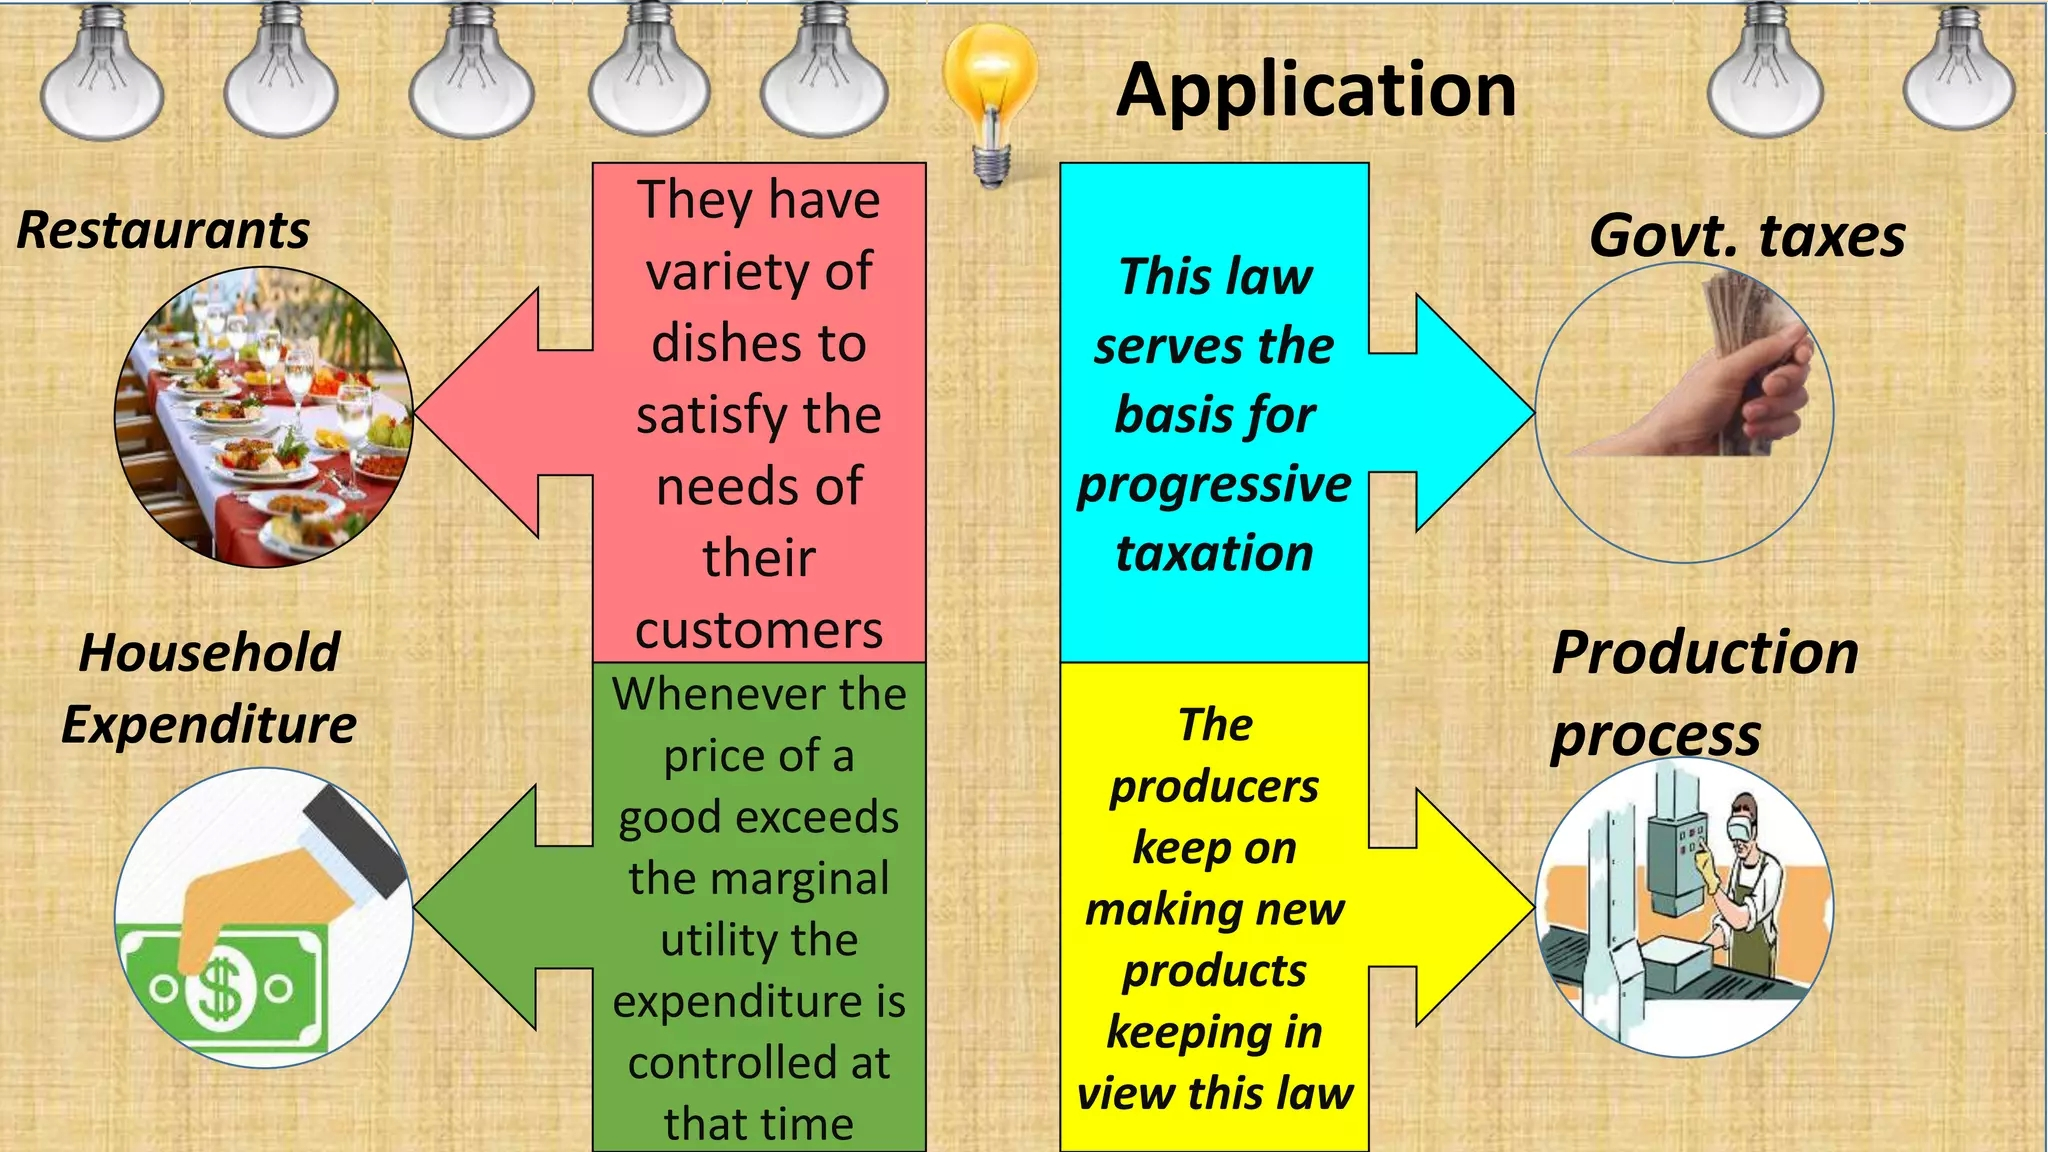 Application
Restaurants
They have
variety of
dishes to
satisfy the
needs of
their
customers
Household
Expenditure
Whenever the
price of a
good exceeds
the marginal
utility the
expenditure is
controlled at
that time
This law
serves the
basis for
progressive
taxation
Govt. taxes
The
producers
keep on
making new
products
keeping in
view this law
Production
process
$